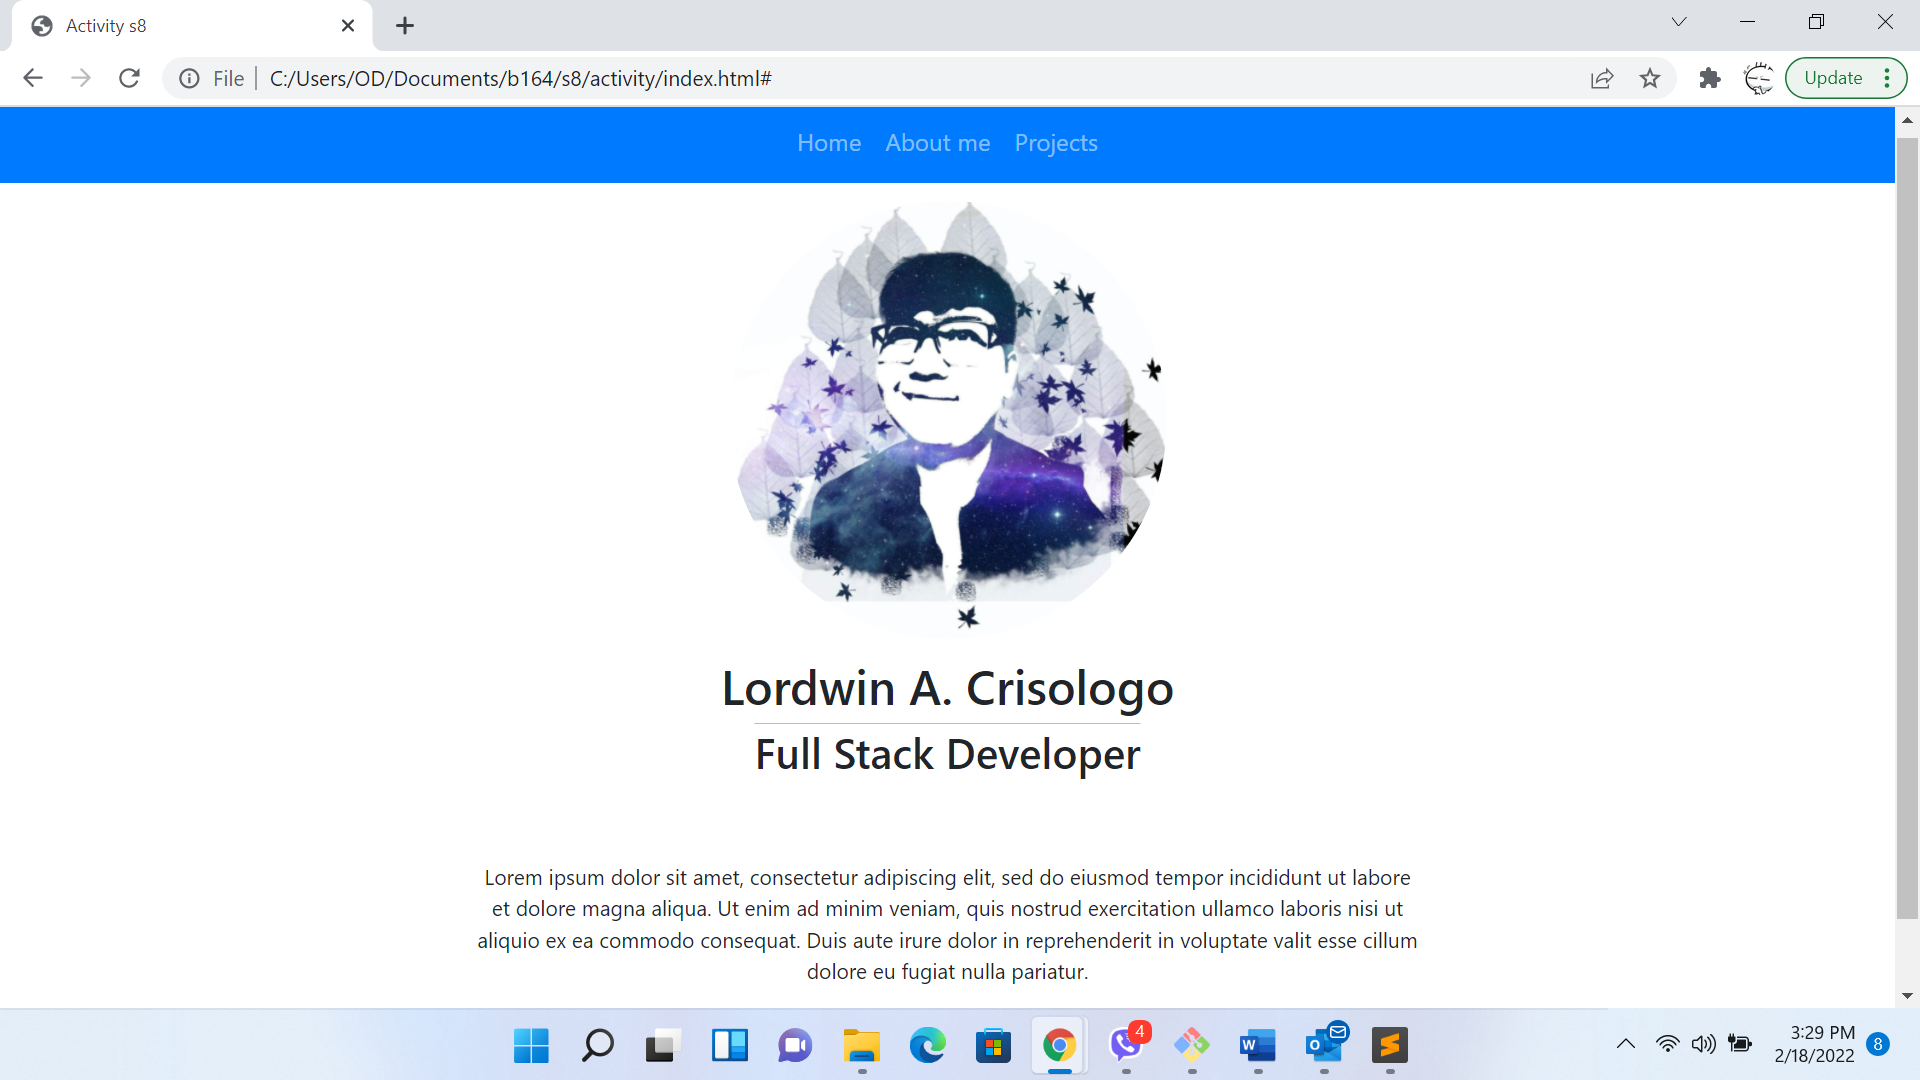 Activity s8
File
C:/Users/OD/Documents/b164/s8/activity/index.html#
Update
Home About me Projects
Lordwin A. Crisologo
Full Stack Developer
Lorem ipsum dolor sit amet, consectetur adipiscing elit, sed do eiusmod tempor incididunt ut labore
et dolore magna aliqua. Ut enim ad minim veniam, quis nostrud exercitation ullamco laboris nisi ut
aliquio ex ea commodo consequat. Duis aute irure dolor in reprehenderit in voluptate valit esse cillum
dolore eu fugiat nulla pariatur.
4
W
O
3:29 PM
2/18/2022
8